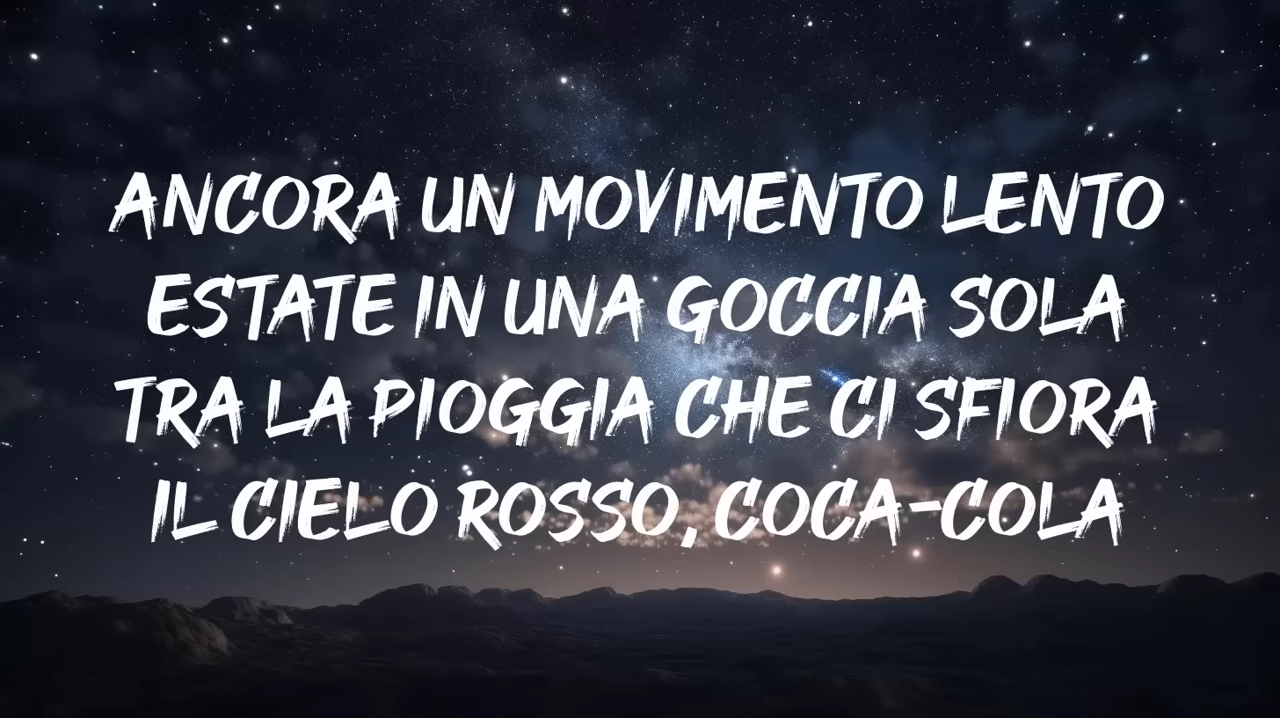 ANCORA UN MOVIMENTO LENTO
ESTATE IN UNA GOCCIA SOLA
TRA LA PIOGGIA CHE CI SFIORA
IL CIELO ROSSO, COCA-COLA